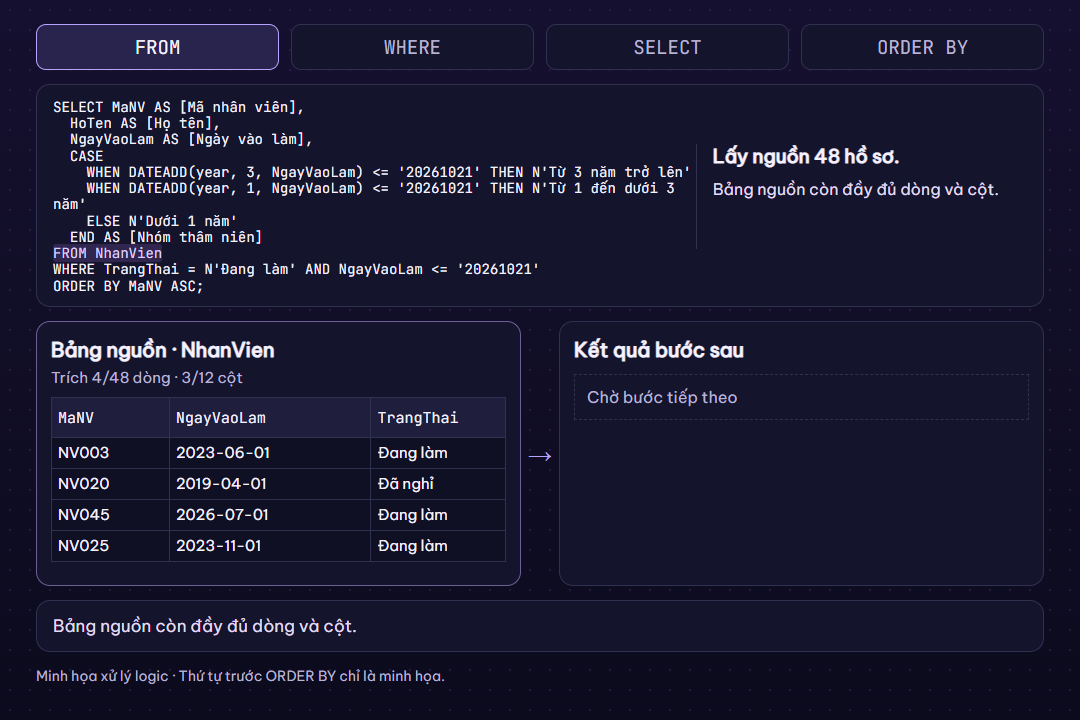 FROM
WHERE
SELECT
ORDER BY
SELECT MaNV AS [Mã nhân viên],
HoTen AS [Họ tên],
NgayVaoLam AS [Ngày vào làm],
CASE
WHEN DATEADD(year, 3, NgayVaoLam) <= '20261021' THEN N'Từ 3 năm trở lên'
WHEN DATEADD(year, 1, NgayVaoLam) <= '20261021' THEN N'Từ 1 đến dưới 3
năm'
ELSE N'Dưới 1 năm'
END AS [Nhóm thâm niên]
FROM NhanVien
WHERE TrangThai = N'Đang làm' AND NgayVaoLam <= '20261021'
ORDER BY MaNV ASC;
Lấy nguồn 48 hồ sơ.
Bảng nguồn còn đầy đủ dòng và cột.
Bảng nguồn · NhanVien
Trích 4/48 dòng · 3/12 cột
MaNV NgayVaoLam TrangThai
NV003 2023-06-01 Đang làm
NV020 2019-04-01 Đã nghỉ
NV045 2026-07-01 Đang làm
NV025 2023-11-01 Đang làm
→
Kết quả bước sau
Chờ bước tiếp theo
Bảng nguồn còn đầy đủ dòng và cột.
Minh họa xử lý logic · Thứ tự trước ORDER BY chỉ là minh họa.